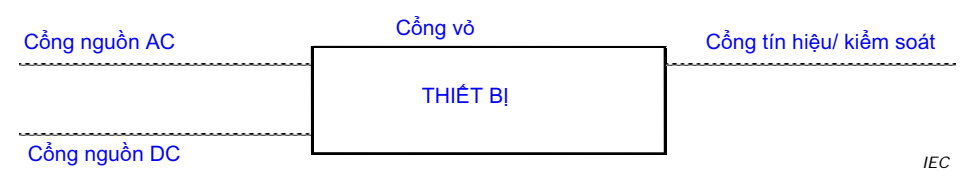 Cổng vỏ
Cổng nguồn AC
Cổng tín hiệu/ kiểm soát
THIẾT BỊ
Cổng nguồn DC
IEC